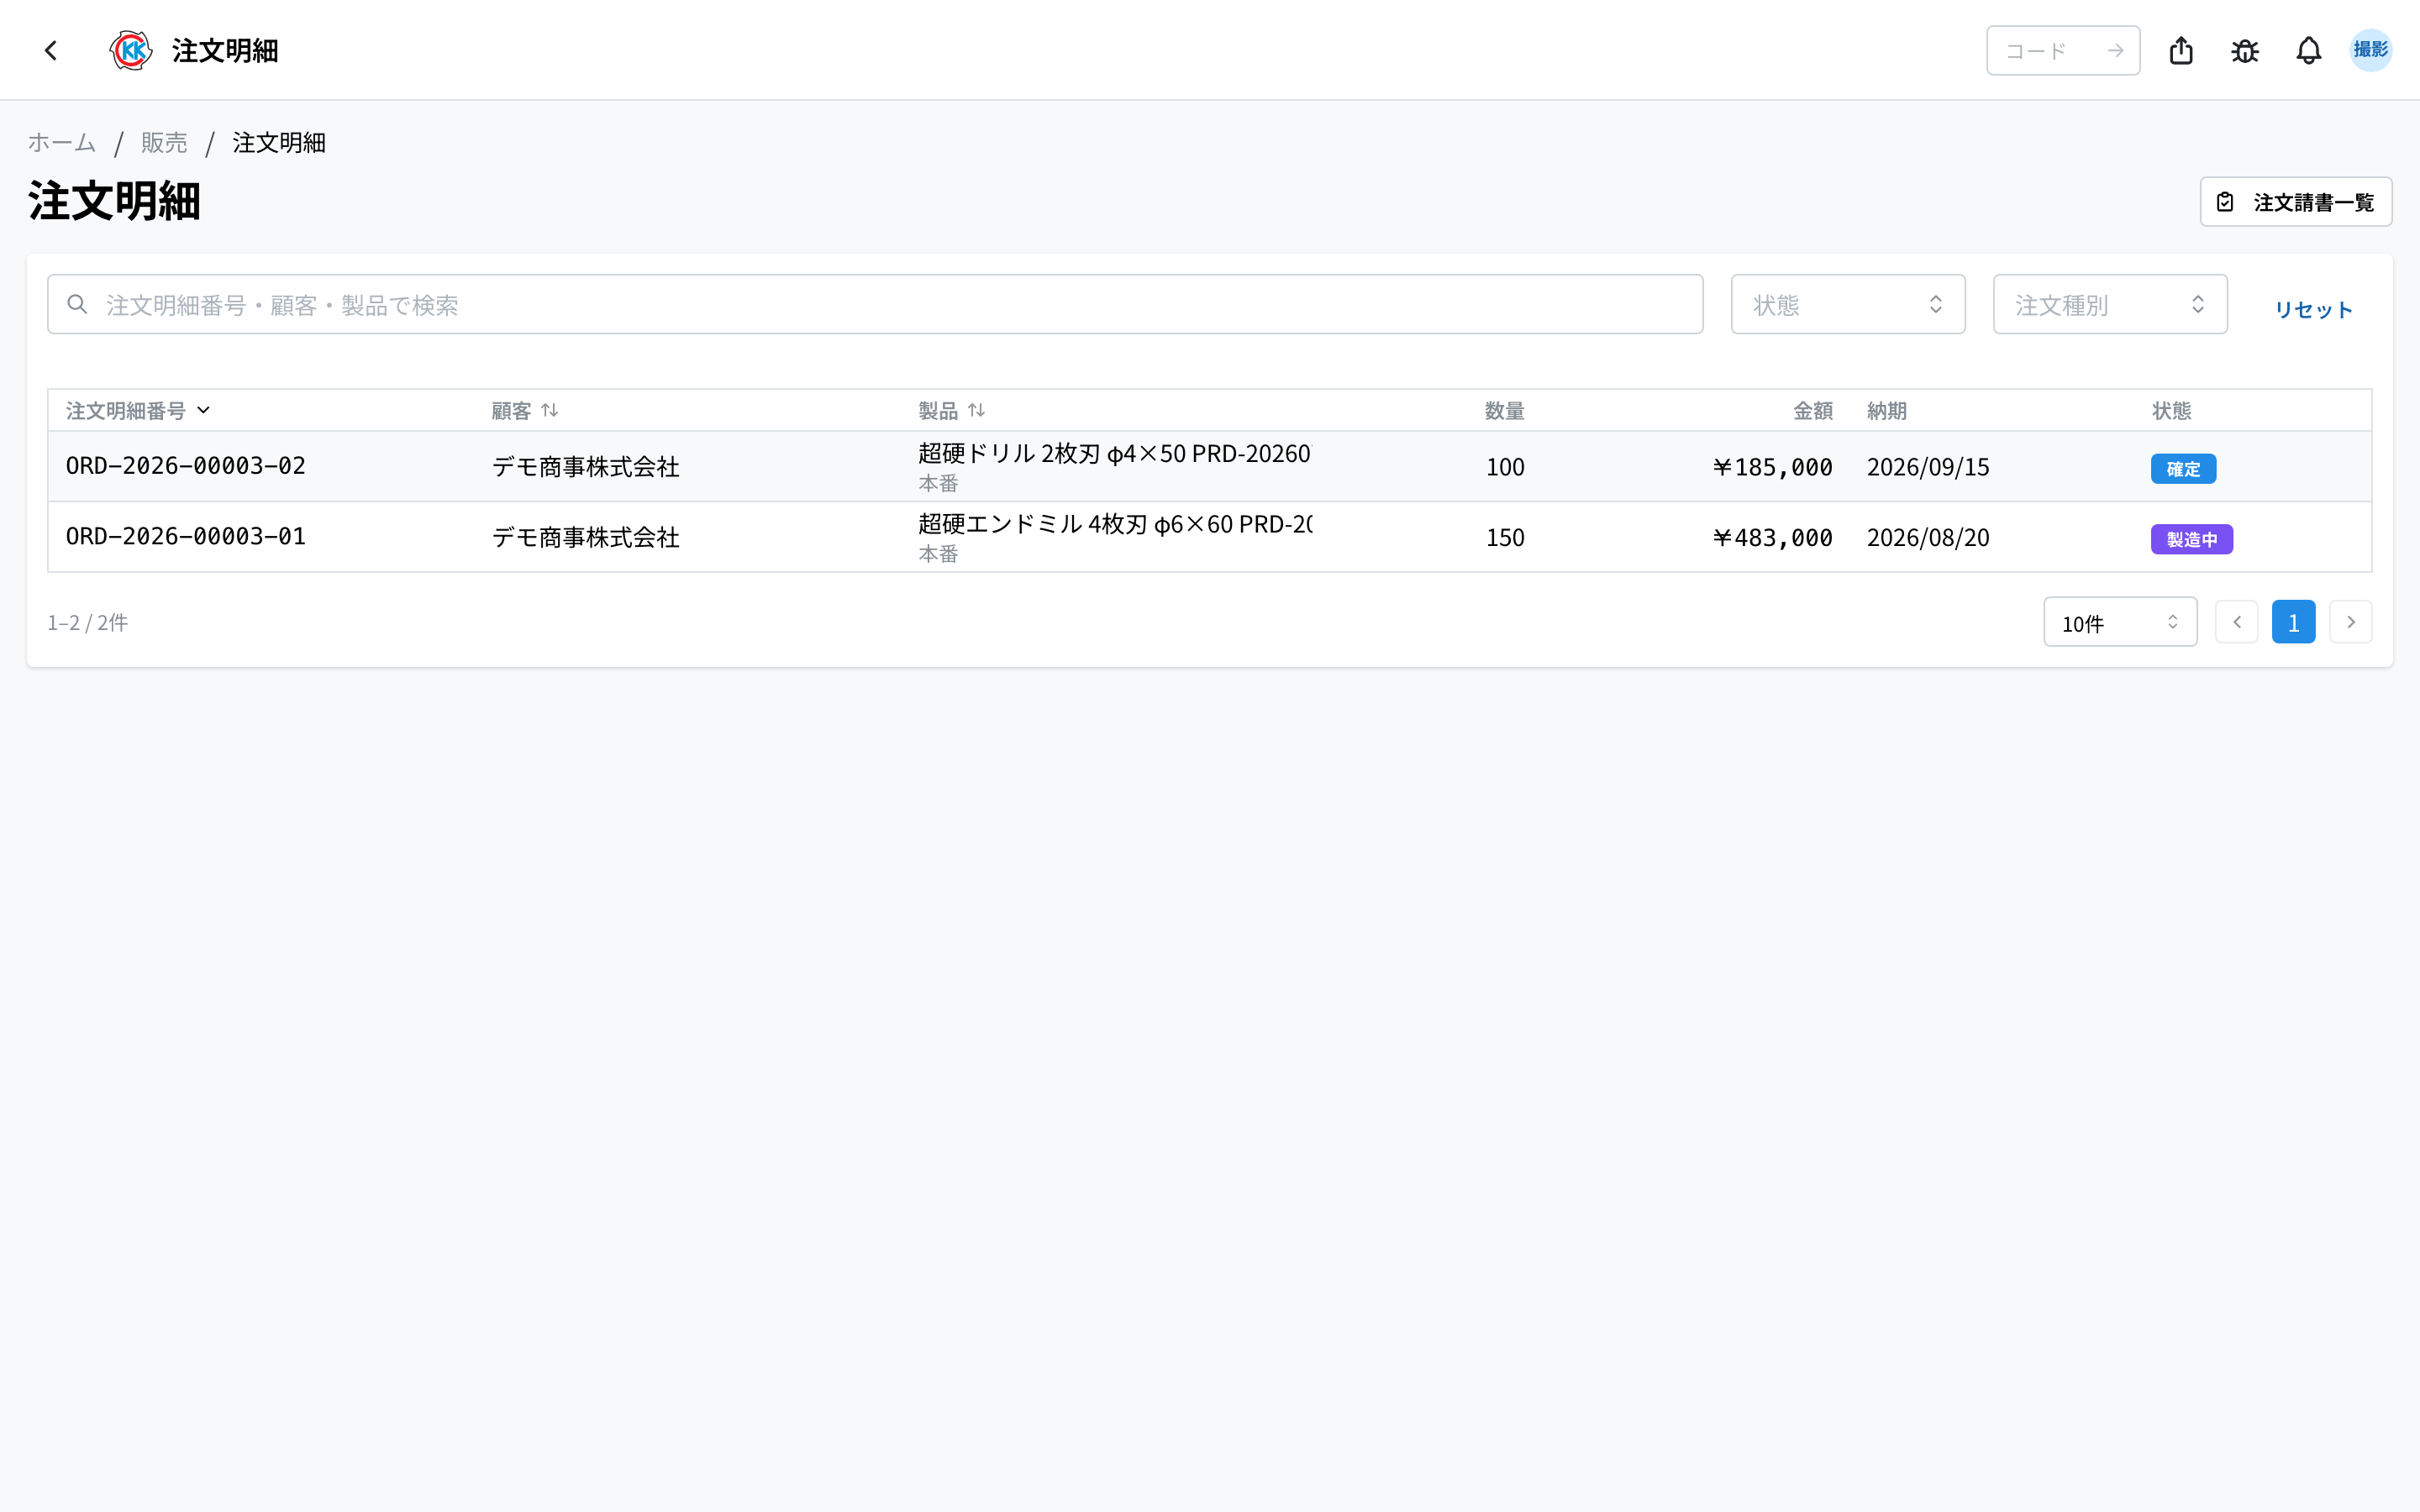 KK 注文明細
コード
撮影
ホーム / 販売 / 注文明細
注文明細
注文請書一覧
注文明細番号・顧客・製品で検索
状態
注文種別
リセット
注文明細番号 顧客 製品 数量 金額 納期 状態
ORD-2026-00003-02 デモ商事株式会社 超硬ドリル 2枚刃 φ4×50 PRD-20260 100 ¥185,000 2026/09/15 確定
本番
ORD-2026-00003-01 デモ商事株式会社 超硬エンドミル 4枚刃 φ6×60 PRD-20 150 ¥483,000 2026/08/20 製造中
本番
1–2 / 2件
10件
1